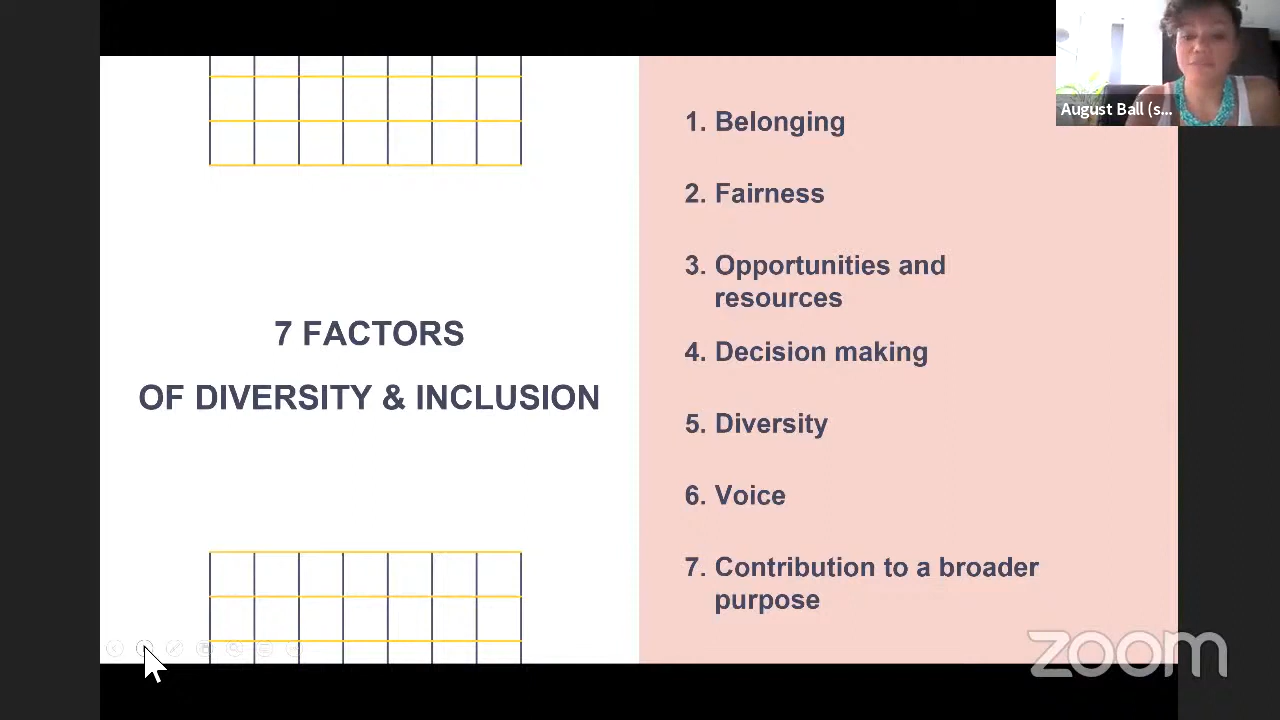 7 FACTORS
OF DIVERSITY & INCLUSION
1. Belonging
2. Fairness
3. Opportunities and
resources
4. Decision making
5. Diversity
6. Voice
7. Contribution to a broader
purpose
August Ball (s...
zoom